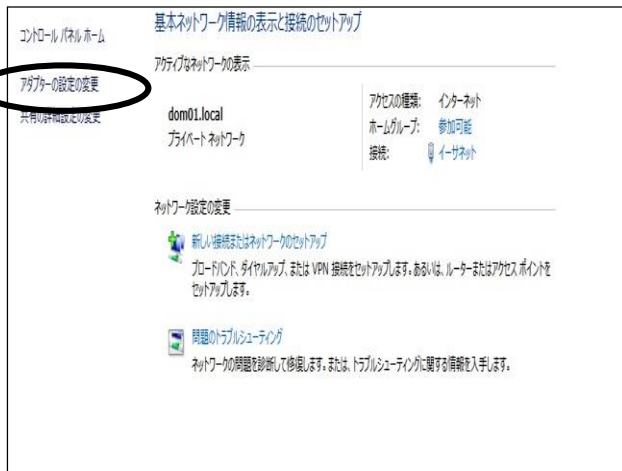 コントロール パネル ホーム
アダプターの設定の変更
共有の詳細設定の変更
基本ネットワーク情報の表示と接続のセットアップ
アクティブなネットワークの表示
dom01.local
プライベート ネットワーク
アクセスの種類: インターネット
ホームグループ: 参加可能
接続: イーサネット
ネットワーク設定の変更
新しい接続またはネットワークのセットアップ
ブロードバンド、ダイヤルアップ、または VPN 接続をセットアップします。あるいは、ルーターまたはアクセス ポイントを
セットアップします。
問題のトラブルシューティング
ネットワークの問題を診断して修復します。または、トラブルシューティングに関する情報を入手します。